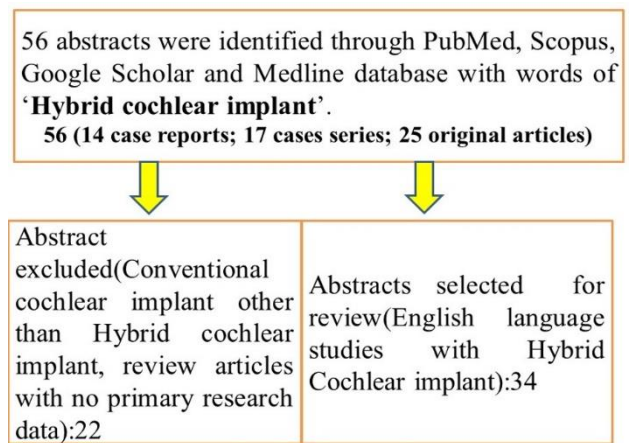 56 abstracts were identified through PubMed, Scopus,
Google Scholar and Medline database with words of
‘Hybrid cochlear implant’.
56 (14 case reports; 17 cases series; 25 original articles)
Abstract
excluded(Conventional
cochlear implant other
than Hybrid cochlear
implant, review articles
with no primary research
data):22
Abstracts selected for
review(English language
studies with Hybrid
Cochlear implant):34